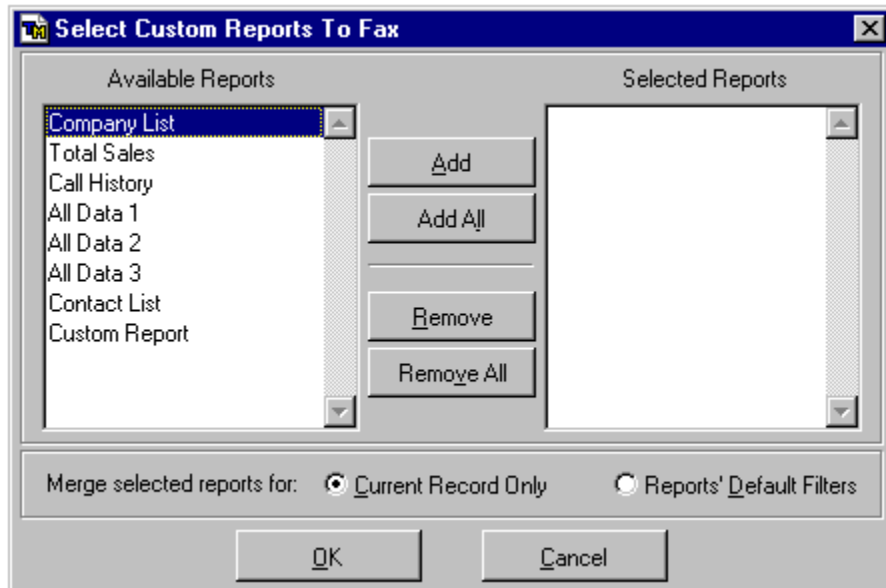 Select Custom Reports To Fax
Available Reports
Selected Reports
Company List
Total Sales
Call History
All Data 1
All Data 2
All Data 3
Contact List
Custom Report
Add
Add All
Remove
Remove All
Merge selected reports for: Current Record Only Reports' Default Filters
OK
Cancel